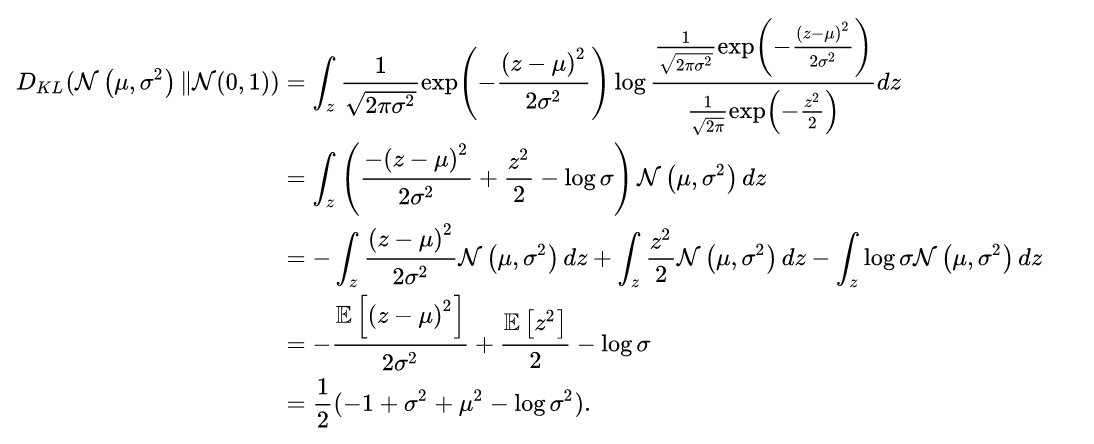 D_{KL}(\mathcal{N}(\mu, \sigma^2) \| \mathcal{N}(0, 1)) = \int_z \frac{1}{\sqrt{2\pi\sigma^2}} \exp\left(-\frac{(z-\mu)^2}{2\sigma^2}\right) \log \frac{\frac{1}{\sqrt{2\pi\sigma^2}} \exp\left(-\frac{(z-\mu)^2}{2\sigma^2}\right)}{\frac{1}{\sqrt{2\pi}} \exp\left(-\frac{z^2}{2}\right)} dz
= \int_z \left(\frac{-(z-\mu)^2}{2\sigma^2} + \frac{z^2}{2} - \log \sigma\right) \mathcal{N}(\mu, \sigma^2) dz
= -\int_z \frac{(z-\mu)^2}{2\sigma^2} \mathcal{N}(\mu, \sigma^2) dz + \int_z \frac{z^2}{2} \mathcal{N}(\mu, \sigma^2) dz - \int_z \log \sigma \mathcal{N}(\mu, \sigma^2) dz
= -\frac{\mathbb{E}\left[(z-\mu)^2\right]}{2\sigma^2} + \frac{\mathbb{E}\left[z^2\right]}{2} - \log \sigma
= \frac{1}{2}(-1 + \sigma^2 + \mu^2 - \log \sigma^2).